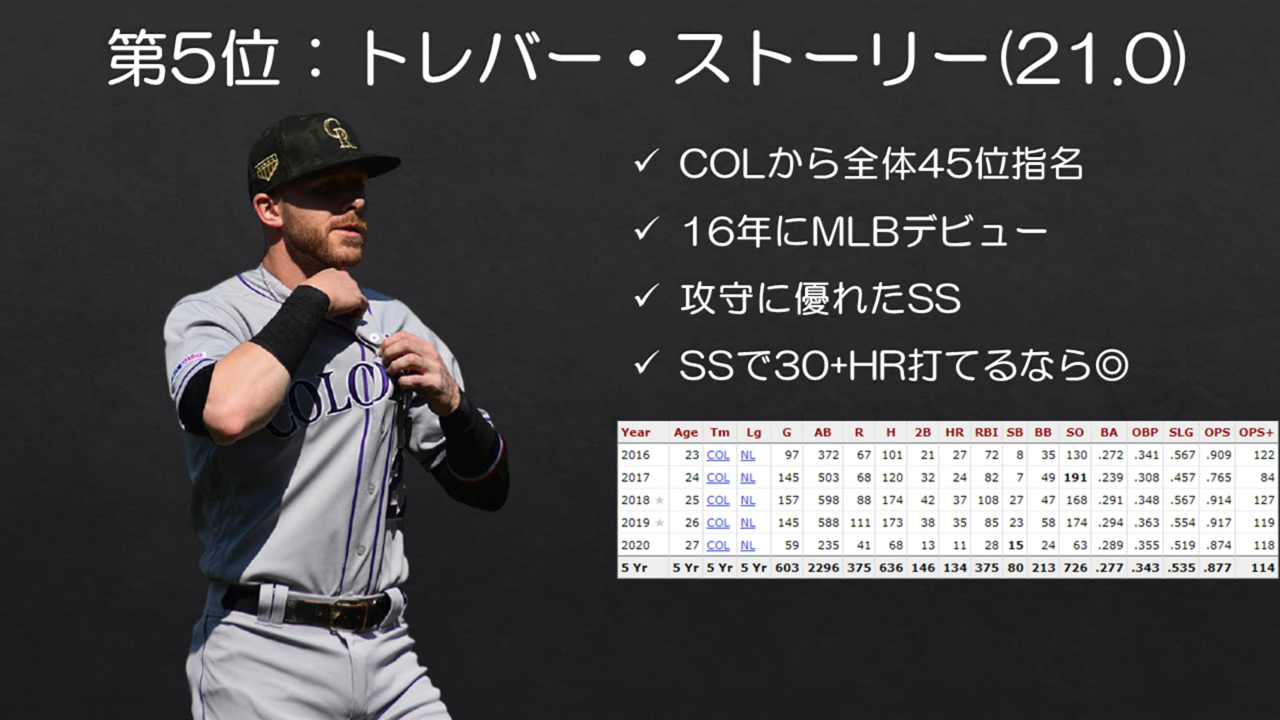 第5位：トレバー・ストーリー(21.0)
✓ COLから全体45位指名
✓ 16年にMLBデビュー
✓ 攻守に優れたSS
✓ SSで30+HR打てるなら◎
CR
COLO
Year Age Tm Lg G AB R H 2B HR RBI SB BB SO BA OBP SLG OPS OPS+
2016 23 COL NL 97 372 67 101 21 27 72 8 35 130 .272 .341 .567 .909 122
2017 24 COL NL 145 503 68 120 32 24 82 7 49 191 .239 .308 .457 .765 84
2018 ★ 25 COL NL 157 598 88 174 42 37 108 27 47 168 .291 .348 .567 .914 127
2019 ★ 26 COL NL 145 588 111 173 38 35 85 23 58 174 .294 .363 .554 .917 119
2020 27 COL NL 59 235 41 68 13 11 28 15 24 63 .289 .355 .519 .874 118
5 Yr 5 Yr 5 Yr 5 Yr 603 2296 375 636 146 134 375 80 213 726 .277 .343 .535 .877 114